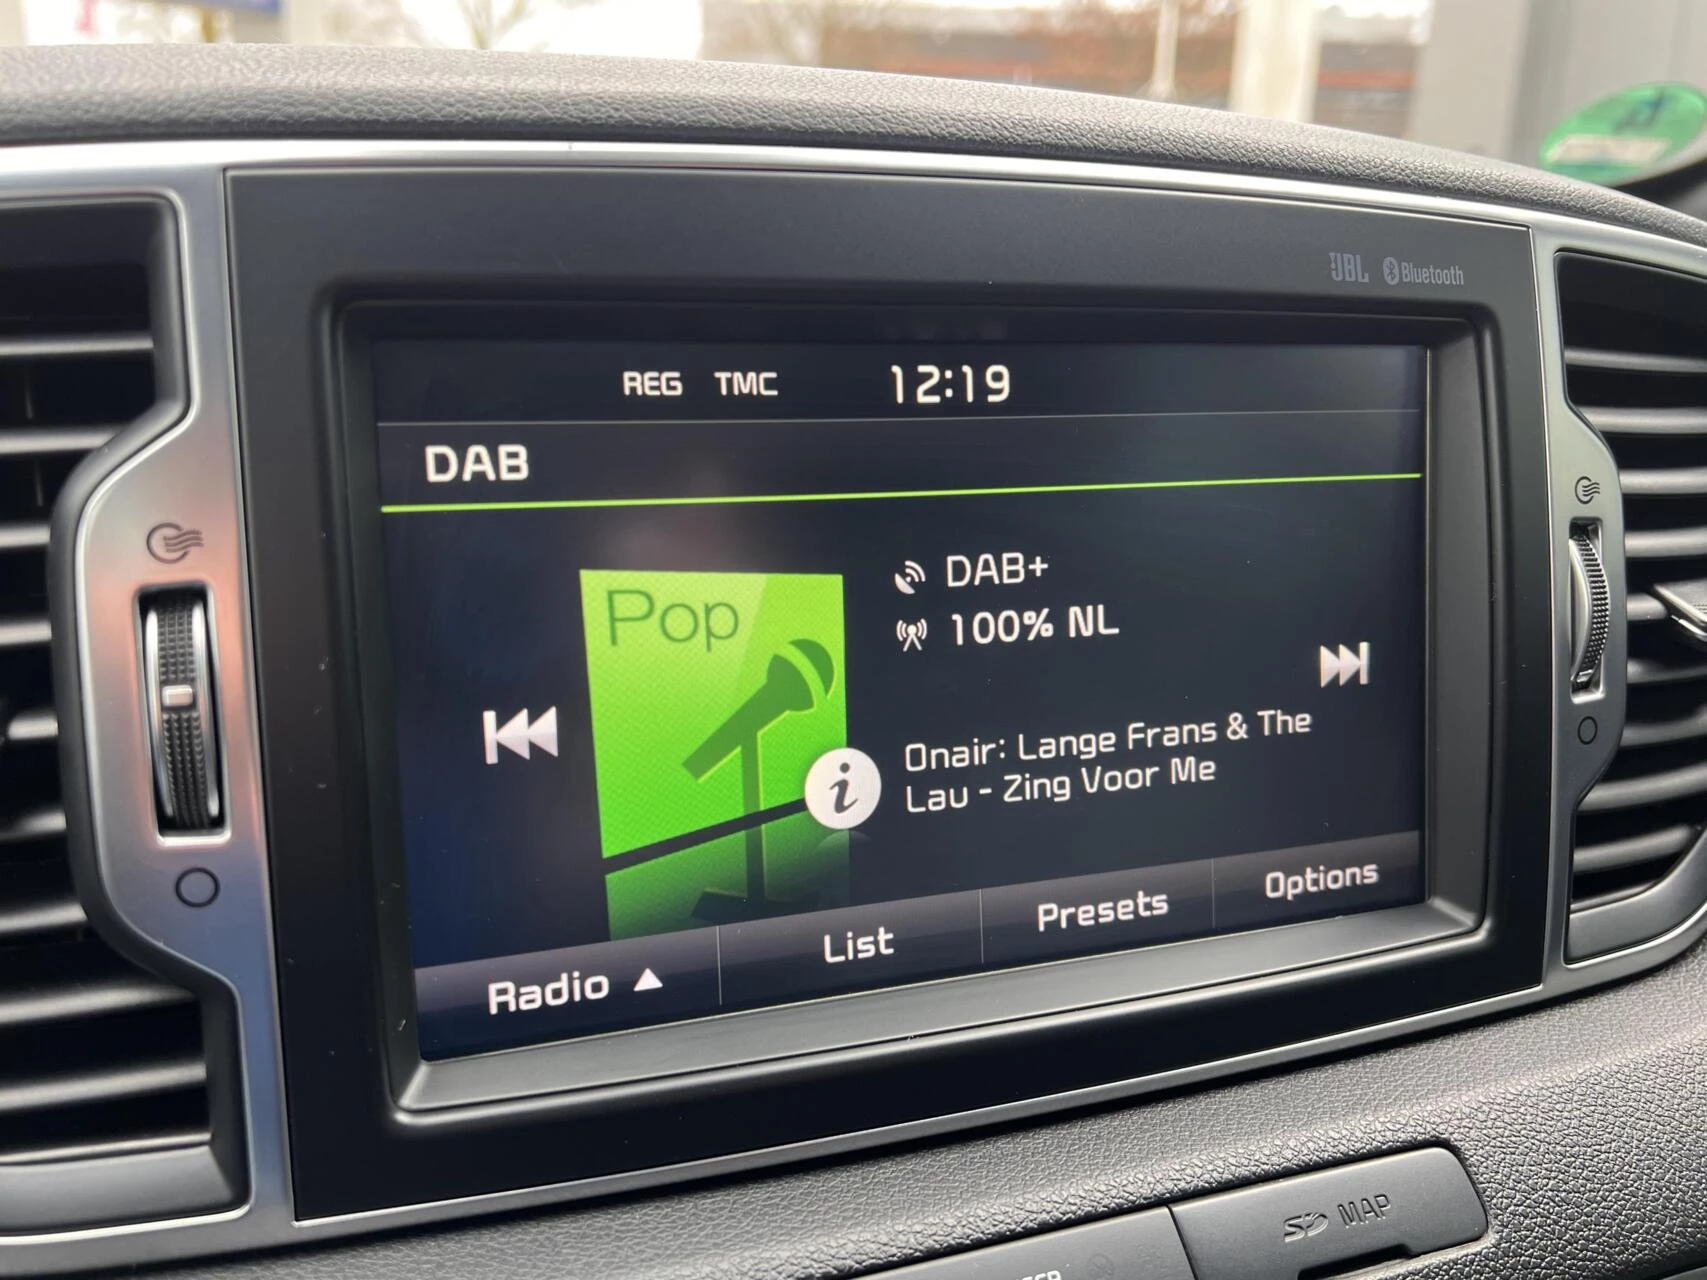 JBL Bluetooth
REG TMC 12:19
DAB
Pop
DAB+
100% NL
i
Onair: Lange Frans & The
Lau - Zing Voor Me
Radio List Presets Options
SD MAP